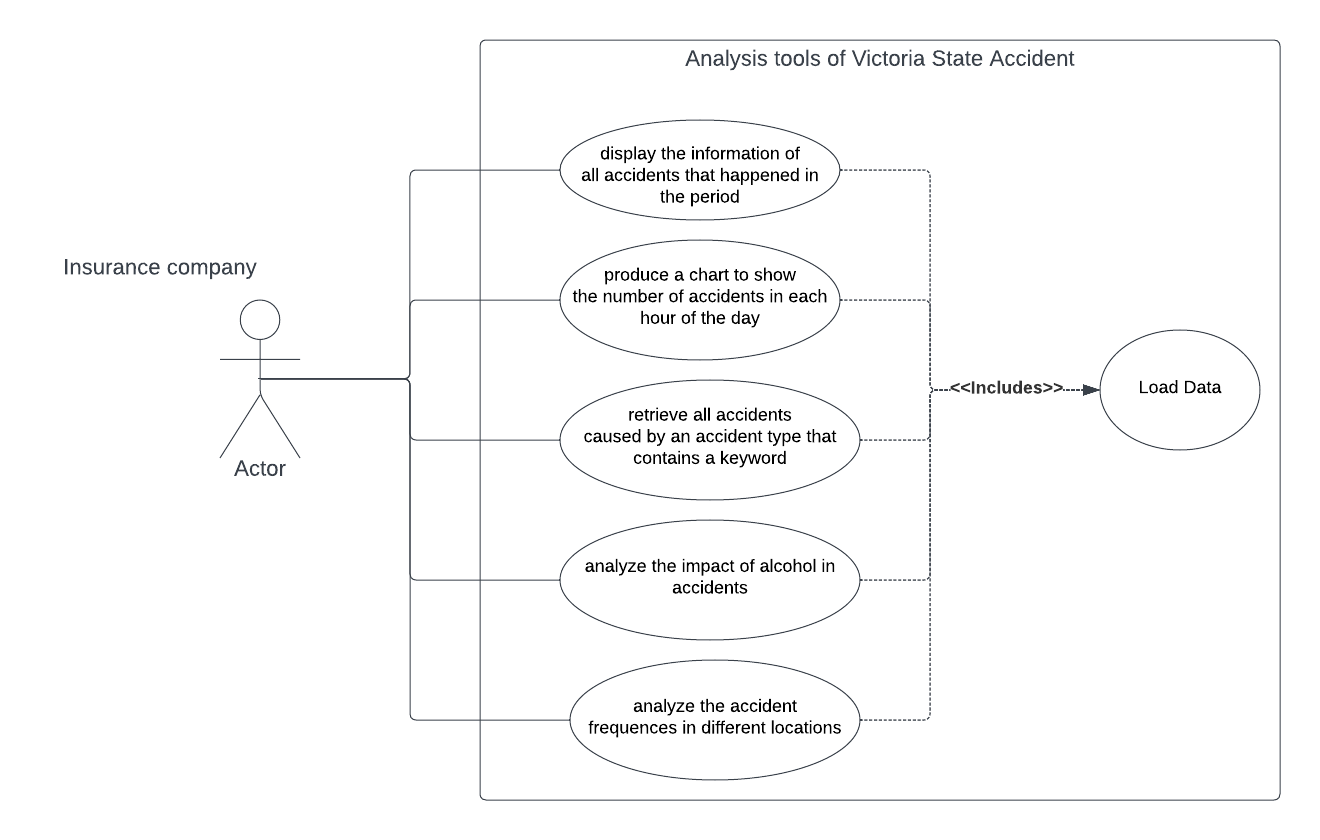 Analysis tools of Victoria State Accident
display the information of
all accidents that happened in
the period
Insurance company
produce a chart to show
the number of accidents in each
hour of the day
<<Includes>>
Load Data
retrieve all accidents
caused by an accident type that
contains a keyword
Actor
analyze the impact of alcohol in
accidents
analyze the accident
frequences in different locations